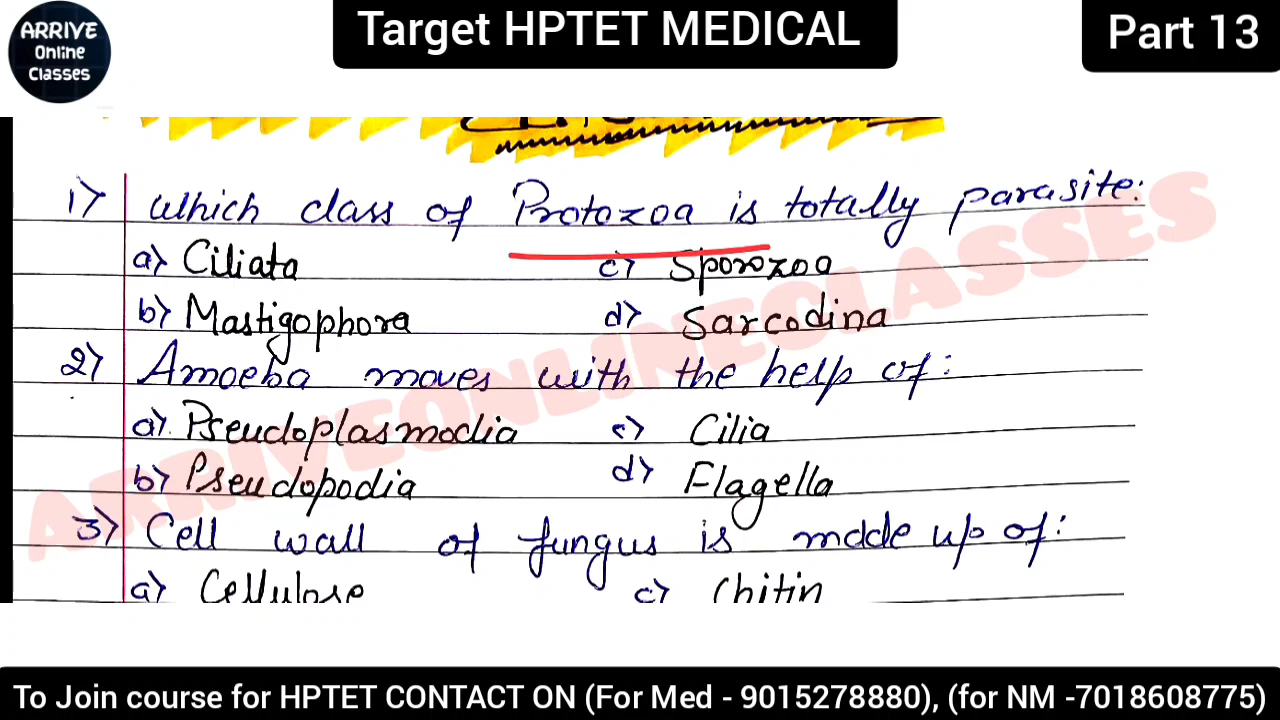 ARRIVE
Online
Classes
Target HPTET MEDICAL
Part 13
1) Which class of Protozoa is totally parasite:
a) Ciliata c) Sporozoa
b) Mastigophora d) Sarcodina
2) Amoeba moves with the help of:
a) Pseudoplasmodia c) Cilia
b) Pseudopodia d) Flagella
3) Cell wall of fungus is made up of:
a) Cellulose c) Chitin
ARRIVEONLINECLASSES
To Join course for HPTET CONTACT ON (For Med - 9015278880), (for NM -7018608775)